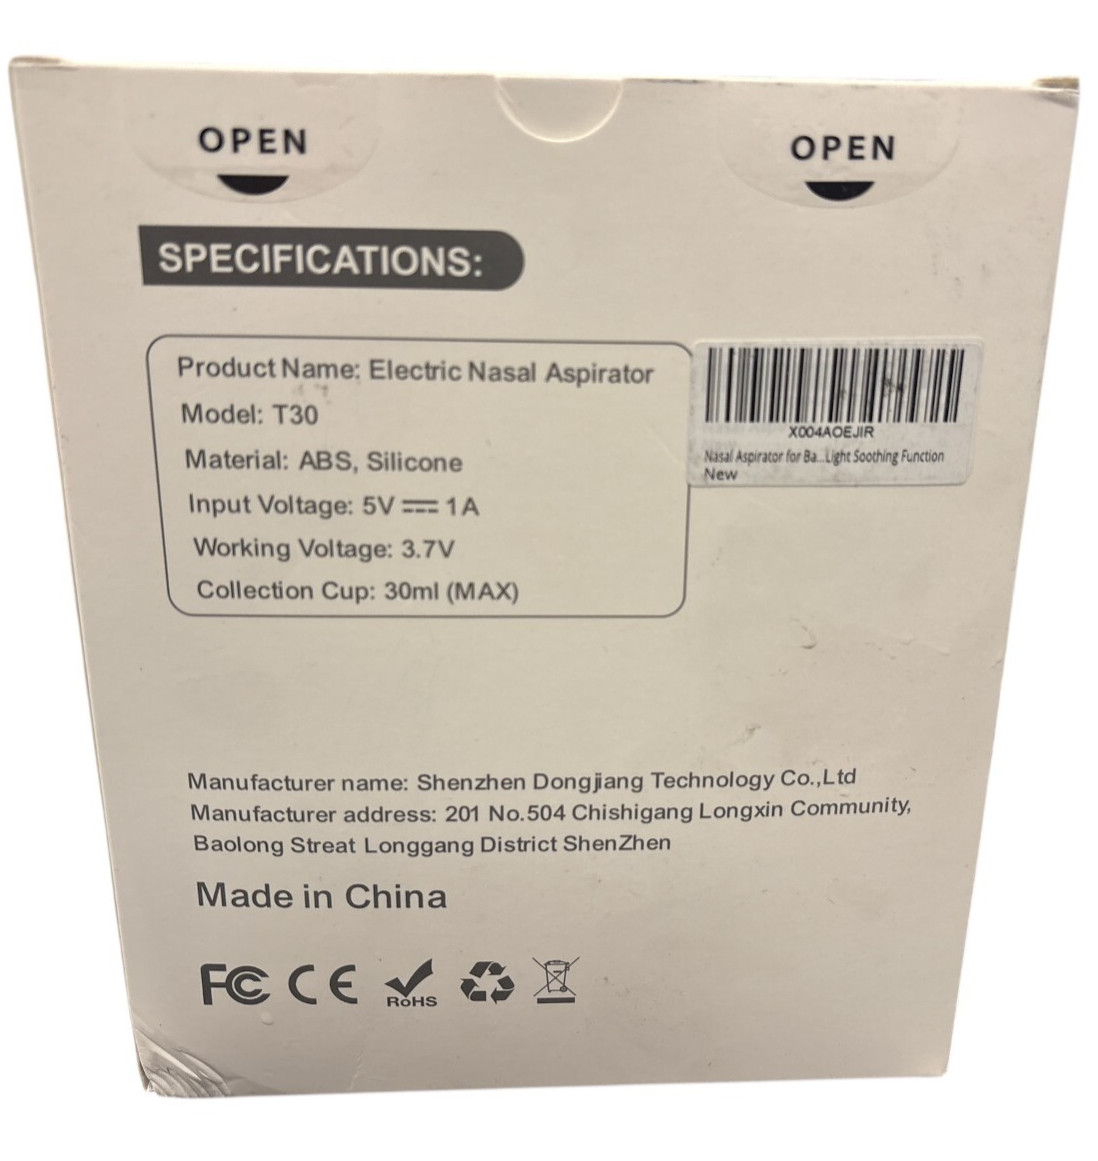 OPEN
OPEN
SPECIFICATIONS:
Product Name: Electric Nasal Aspirator
Model: T30
Material: ABS, Silicone
Input Voltage: 5V ⎓ 1A
Working Voltage: 3.7V
Collection Cup: 30ml (MAX)
X004AOEJIR
Nasal Aspirator for Ba...Light Soothing Function
New
Manufacturer name: Shenzhen Dongjiang Technology Co.,Ltd
Manufacturer address: 201 No.504 Chishigang Longxin Community,
Baolong Streat Longgang District ShenZhen
Made in China
FC CE RoHS